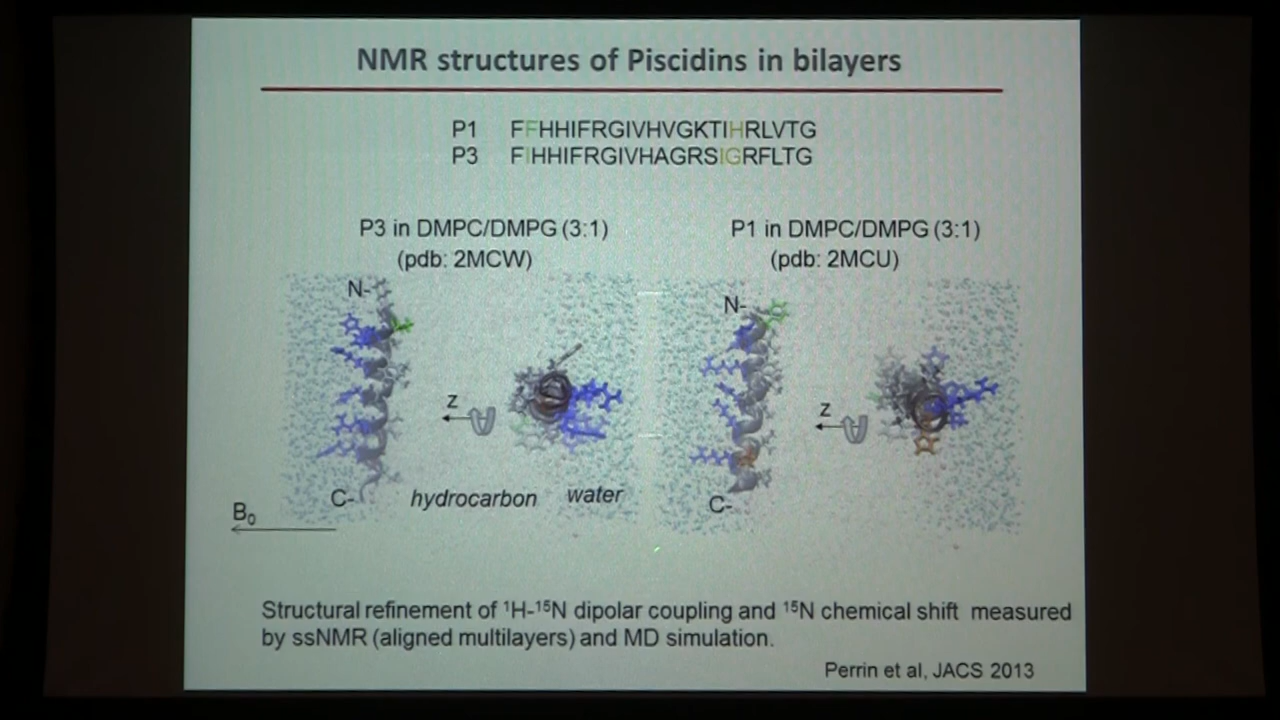 NMR structures of Piscidins in bilayers
P1 FFHHIFRGIVHVGKTIHRLVTG
P3 FIHHIFRGIVHAGRSIGRFLTG
P3 in DMPC/DMPG (3:1)
(pdb: 2MCW)
P1 in DMPC/DMPG (3:1)
(pdb: 2MCU)
N-
z
C-
hydrocarbon
water
N-
z
C-
B₀
Structural refinement of ¹H-¹⁵N dipolar coupling and ¹⁵N chemical shift measured
by ssNMR (aligned multilayers) and MD simulation.
Perrin et al, JACS 2013